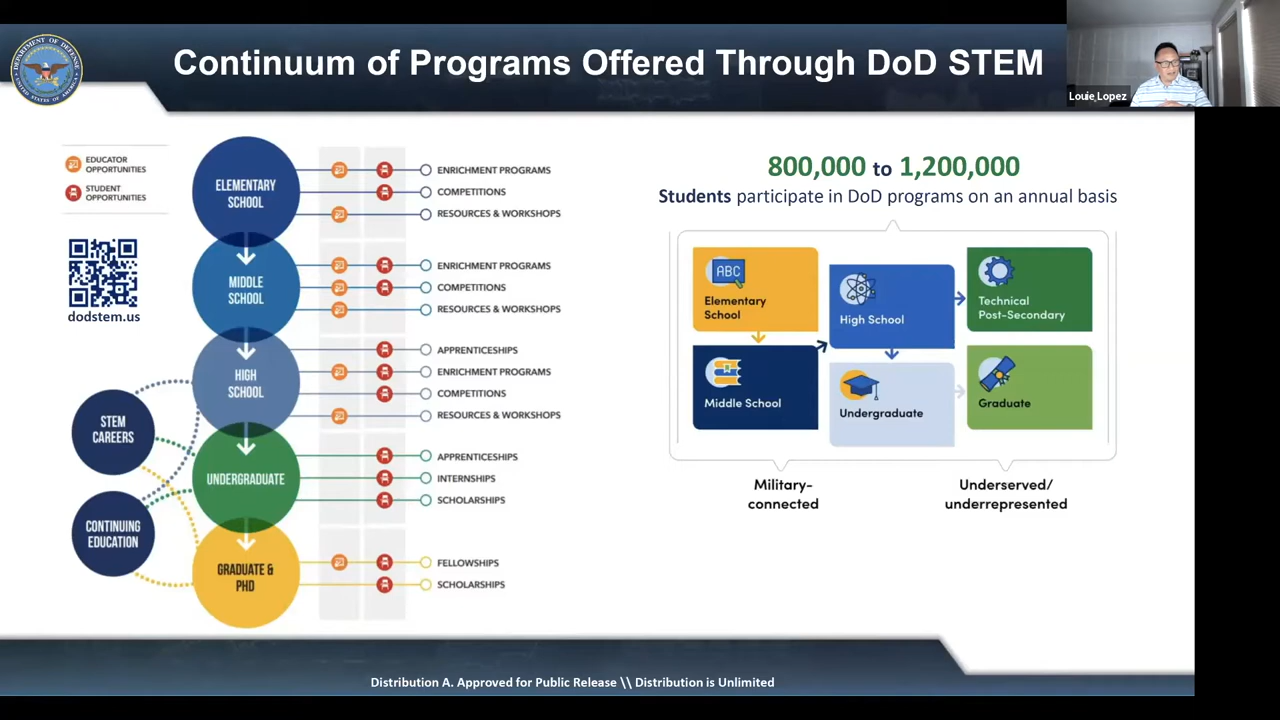 Continuum of Programs Offered Through DoD STEM
Louie Lopez
EDUCATOR
OPPORTUNITIES
STUDENT
OPPORTUNITIES
dodstem.us
ELEMENTARY
SCHOOL
ENRICHMENT PROGRAMS
COMPETITIONS
RESOURCES & WORKSHOPS
MIDDLE
SCHOOL
ENRICHMENT PROGRAMS
COMPETITIONS
RESOURCES & WORKSHOPS
HIGH
SCHOOL
APPRENTICESHIPS
ENRICHMENT PROGRAMS
COMPETITIONS
RESOURCES & WORKSHOPS
STEM
CAREERS
UNDERGRADUATE
APPRENTICESHIPS
INTERNSHIPS
SCHOLARSHIPS
CONTINUING
EDUCATION
GRADUATE &
PHD
FELLOWSHIPS
SCHOLARSHIPS
800,000 to 1,200,000
Students participate in DoD programs on an annual basis
ABC
Elementary
School
Middle School
High School
Undergraduate
Technical
Post-Secondary
Graduate
Military-
connected
Underserved/
underrepresented
Distribution A. Approved for Public Release \\ Distribution is Unlimited